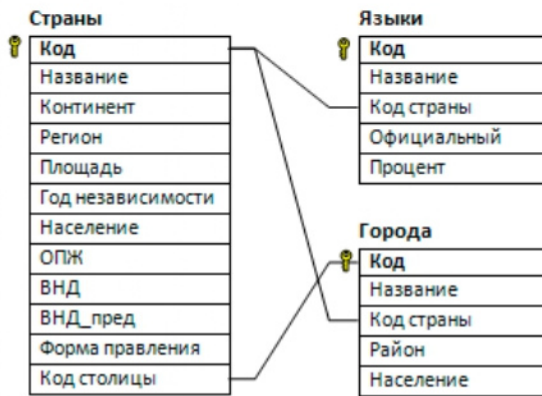 Страны
Код
Название
Континент
Регион
Площадь
Год независимости
Население
ОПЖ
ВНД
ВНД_пред
Форма правления
Код столицы
Языки
Код
Название
Код страны
Официальный
Процент
Города
Код
Название
Код страны
Район
Население